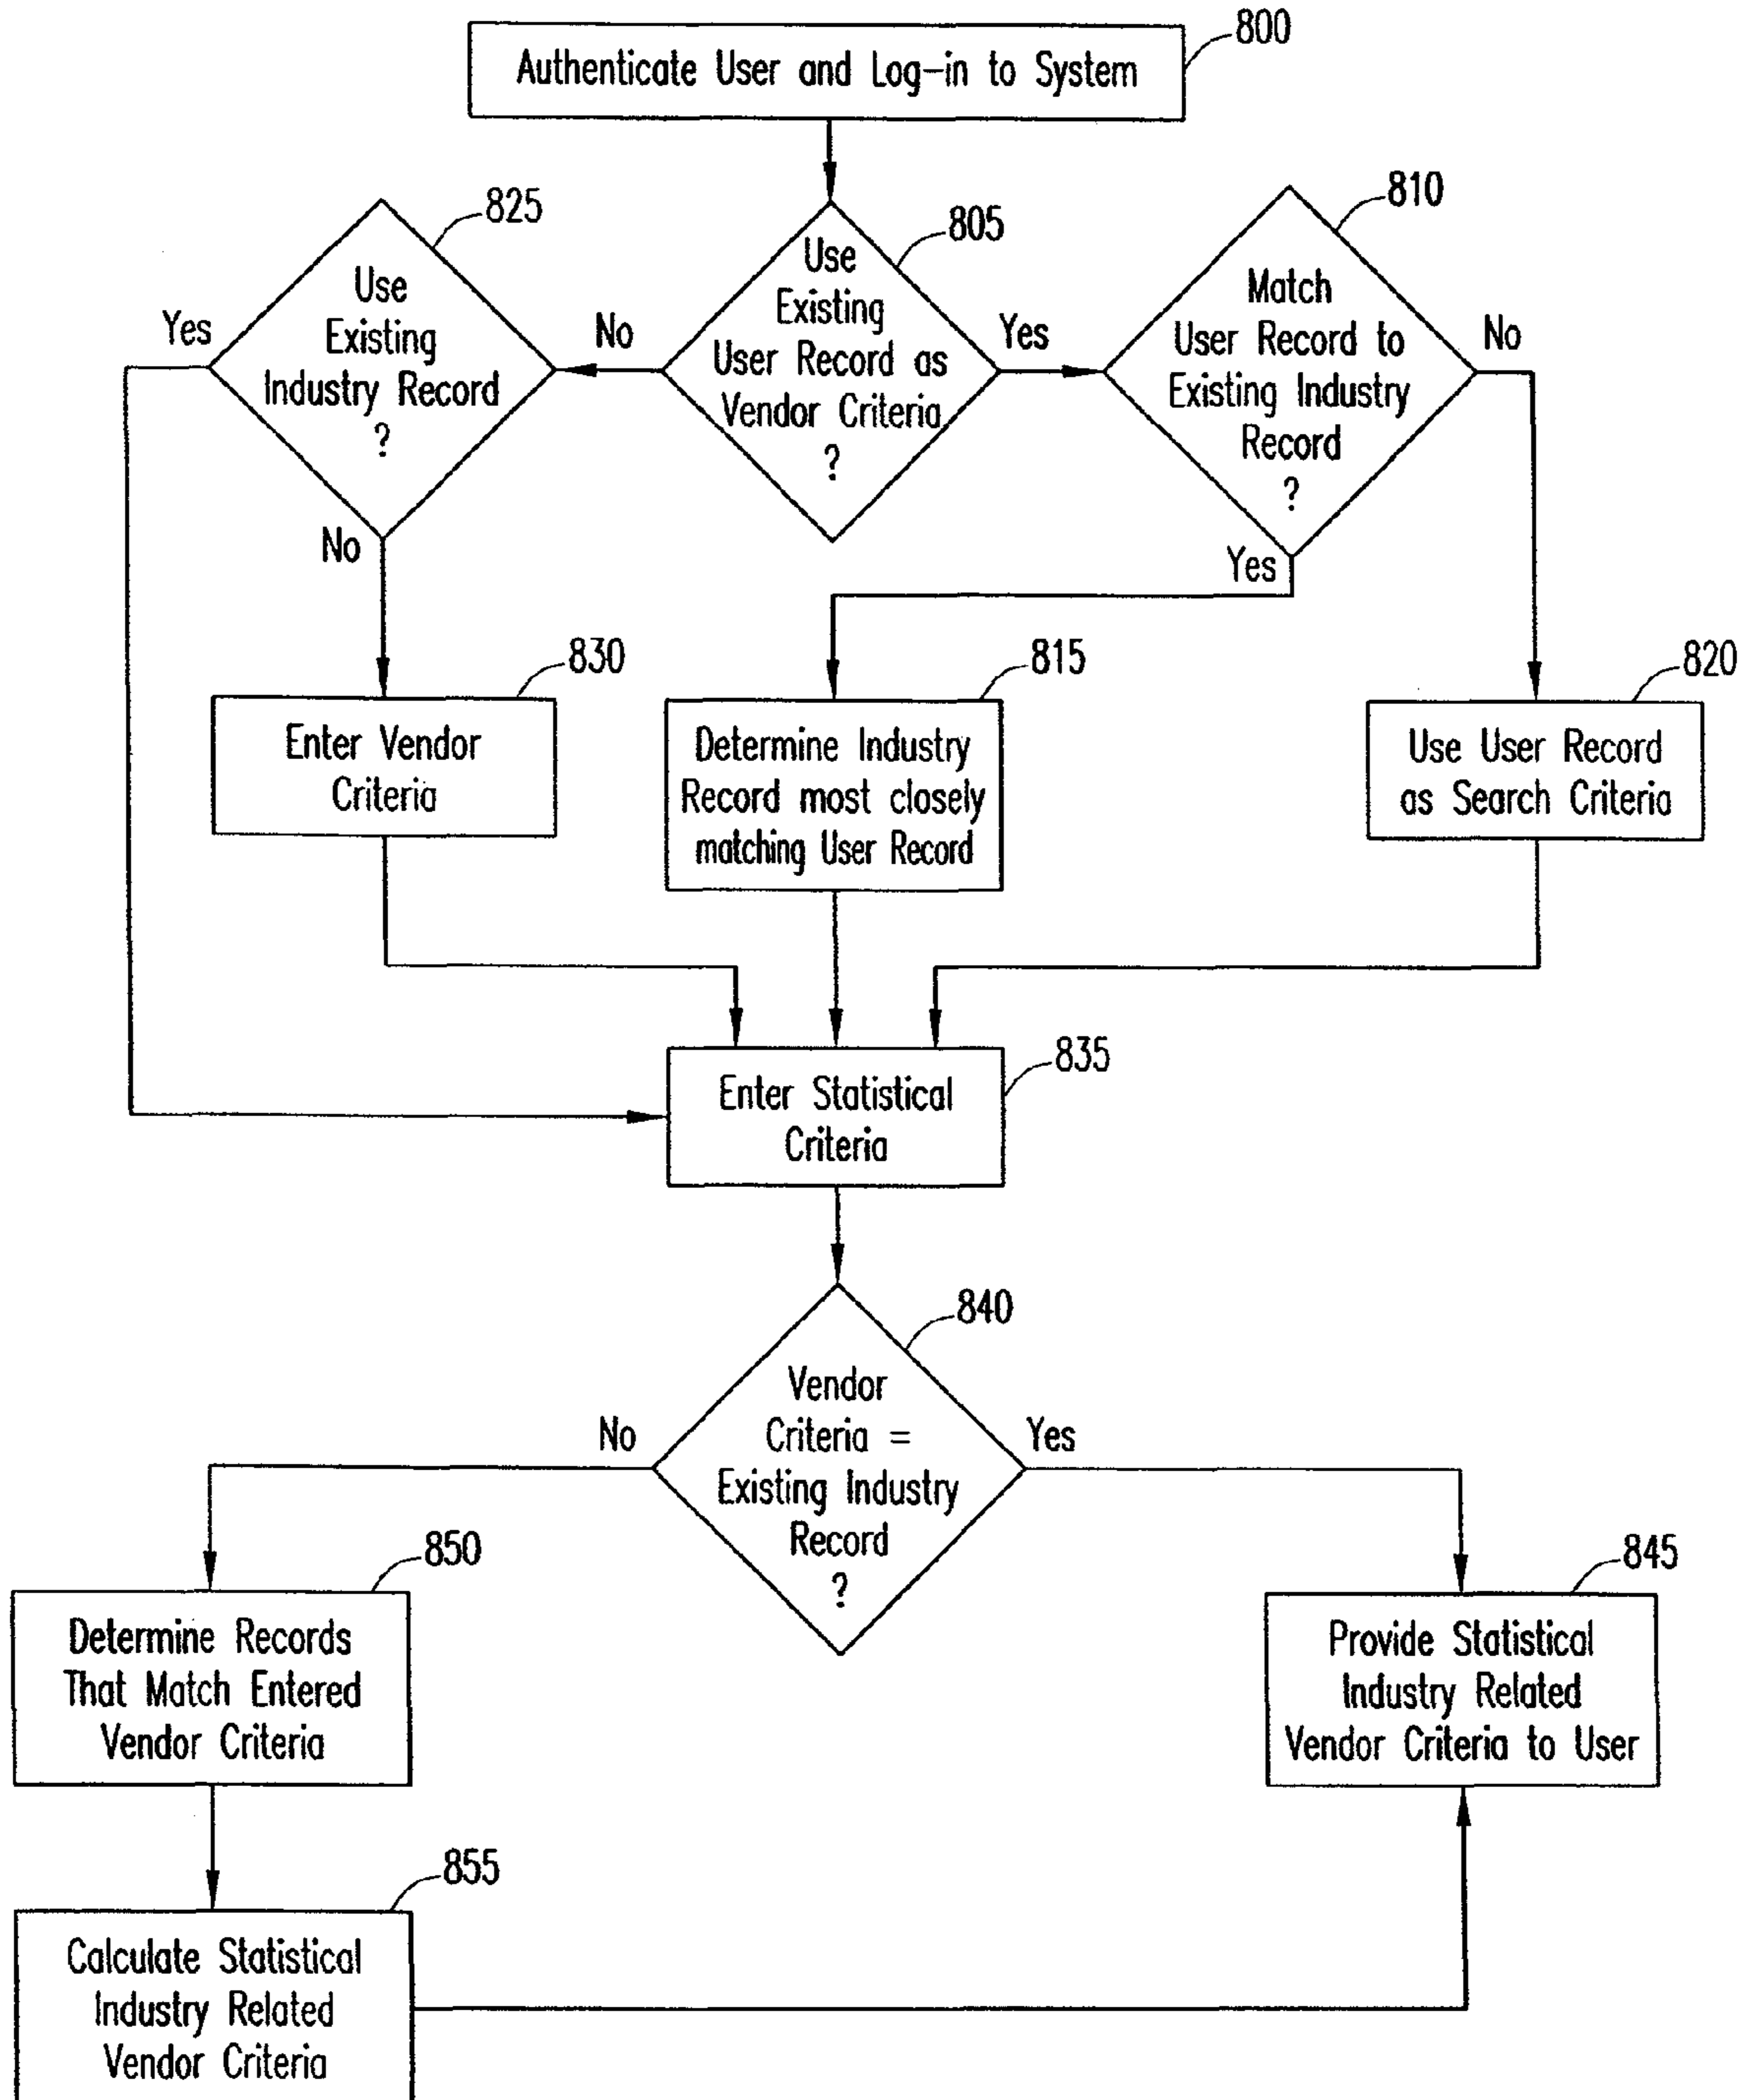 800
Authenticate User and Log-in to System
825
Use
Existing
Industry Record
?
Yes
No
805
Use
Existing
User Record as
Vendor Criteria
?
No
Yes
810
Match
User Record to
Existing Industry
Record
?
No
Yes
830
Enter Vendor
Criteria
815
Determine Industry
Record most closely
matching User Record
820
Use User Record
as Search Criteria
835
Enter Statistical
Criteria
840
Vendor
Criteria =
Existing Industry
Record
?
No
Yes
850
Determine Records
That Match Entered
Vendor Criteria
845
Provide Statistical
Industry Related
Vendor Criteria to User
855
Calculate Statistical
Industry Related
Vendor Criteria